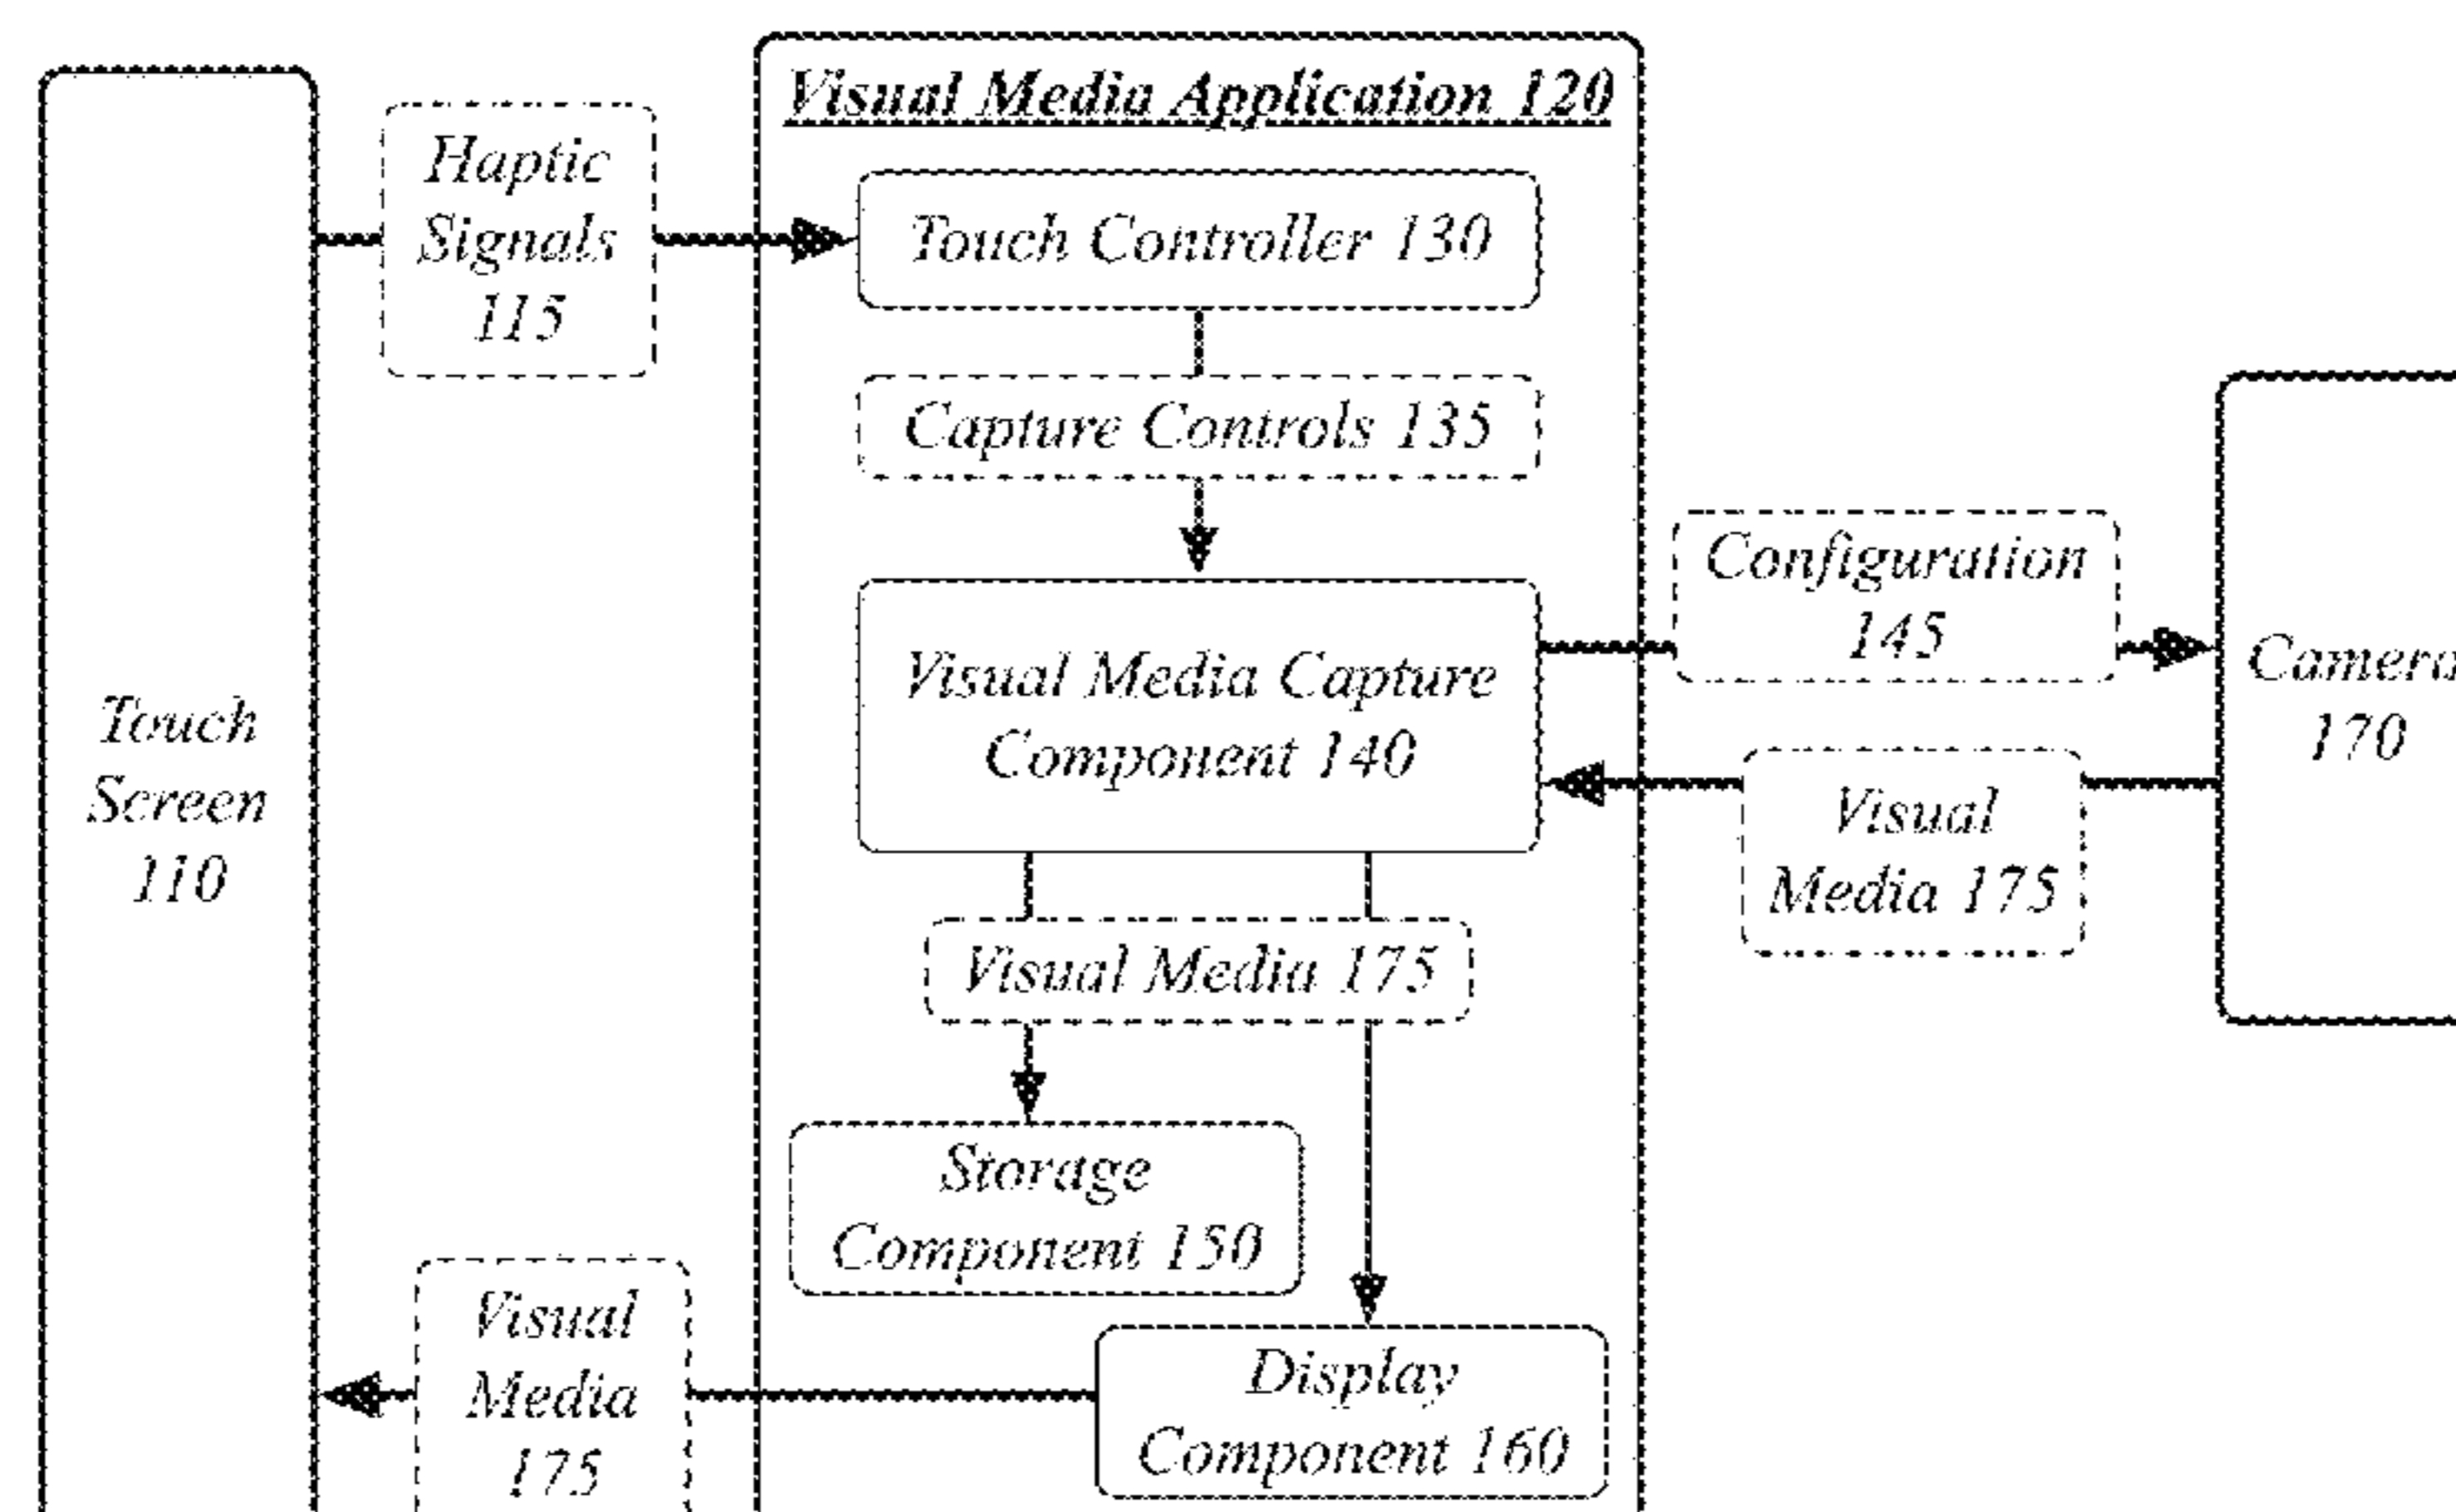 Visual Media Application 120
Haptic
Signals
115
Touch Controller 130
Capture Controls 135
Configuration
145
Visual Media Capture
Component 140
Camera
170
Touch
Screen
110
Visual
Media 175
Visual Media 175
Storage
Component 150
Visual
Media
175
Display
Component 160